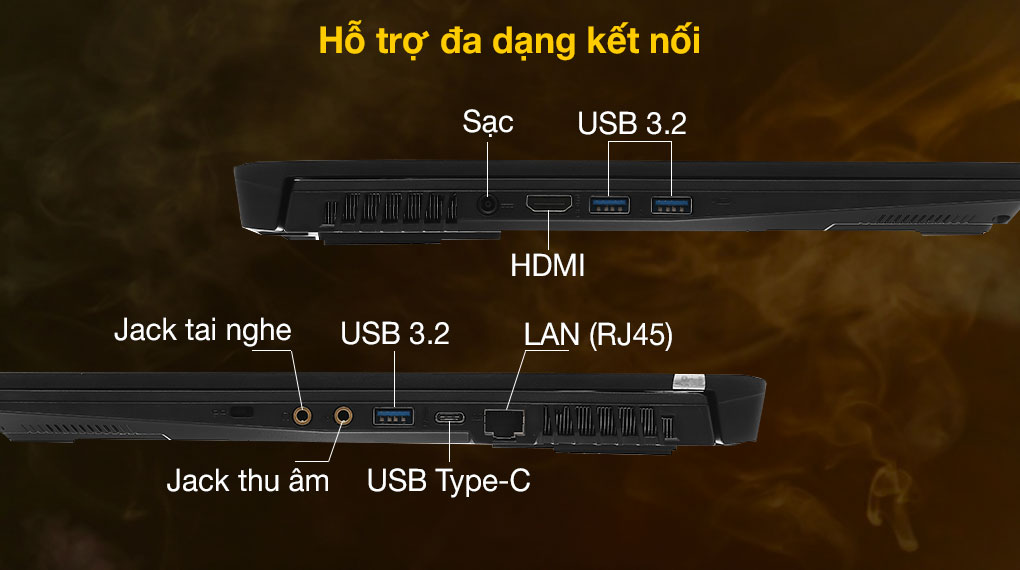 Hỗ trợ đa dạng kết nối
Sạc
USB 3.2
HDMI
Jack tai nghe
USB 3.2
LAN (RJ45)
Jack thu âm
USB Type-C